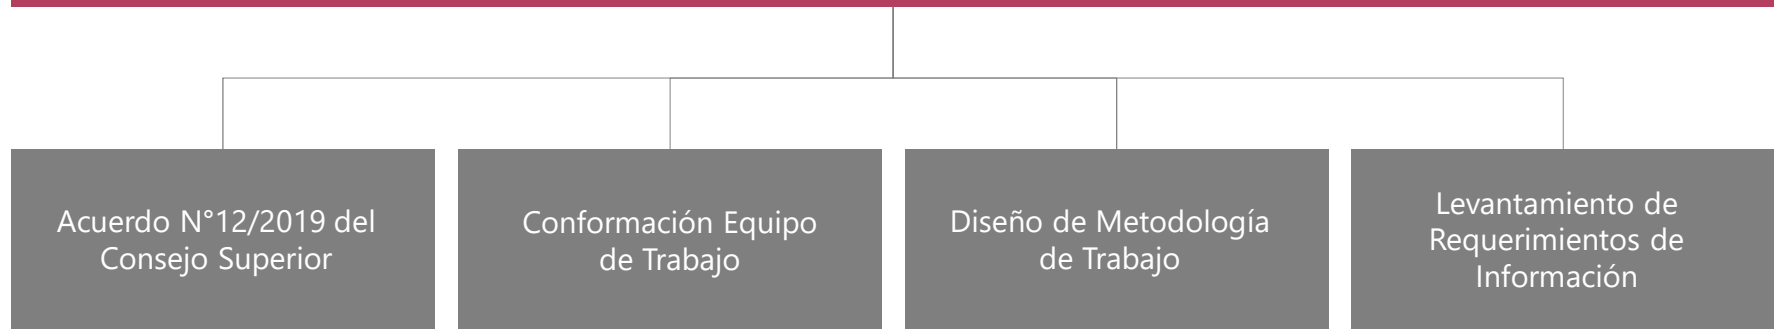 Acuerdo N°12/2019 del
Consejo Superior
Conformación Equipo
de Trabajo
Diseño de Metodología
de Trabajo
Levantamiento de
Requerimientos de
Información